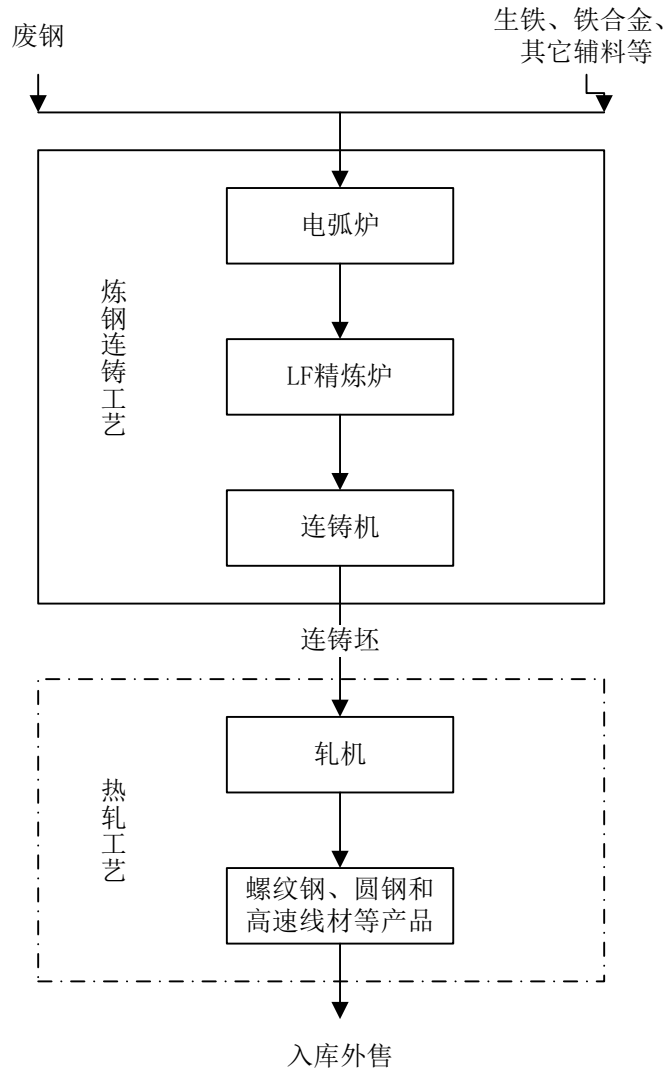 废钢
生铁、铁合金、
其它辅料等
电弧炉
炼钢连铸工艺
LF精炼炉
连铸机
连铸坯
轧机
热轧工艺
螺纹钢、圆钢和
高速线材等产品
入库外售